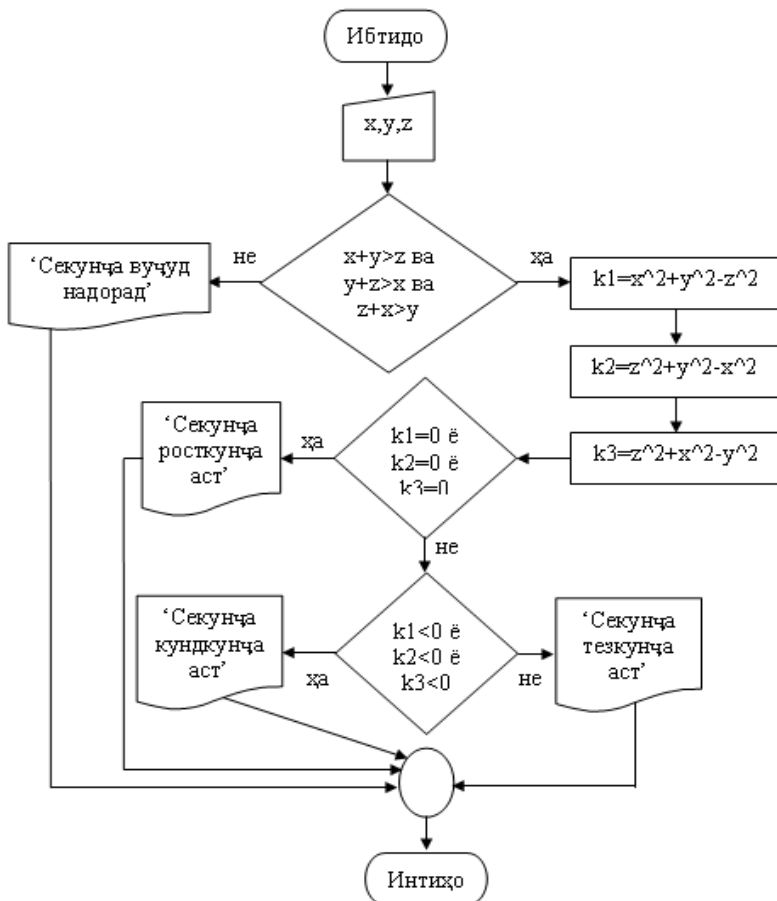 Ибтидо
x,y,z
x+y>z ва
y+z>x ва
z+x>y
не
ҳа
‘Секунҷа вуҷуд
надорад’
k1=x^2+y^2-z^2
k2=z^2+y^2-x^2
k3=z^2+x^2-y^2
k1=0 ё
k2=0 ё
k3=0
ҳа
‘Секунҷа
росткунҷа
аст’
не
k1<0 ё
k2<0 ё
k3<0
ҳа
‘Секунҷа
кундкунҷа
аст’
не
‘Секунҷа
тезкунҷа
аст’
Интиҳо